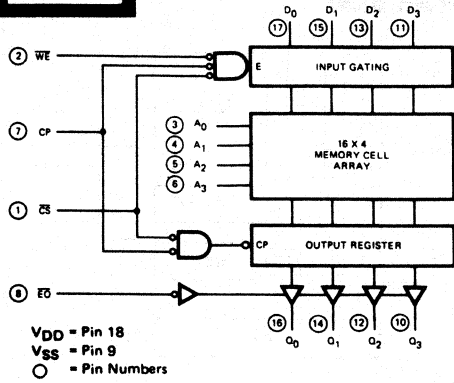 D0 D1 D2 D3
17 15 13 11
2 WE
E INPUT GATING
7 CP
3 A0
4 A1
5 A2
6 A3
16 X 4
MEMORY CELL
ARRAY
1 CS
CP OUTPUT REGISTER
8 EO
16 14 12 10
Q0 Q1 Q2 Q3
VDD = Pin 18
VSS = Pin 9
= Pin Numbers